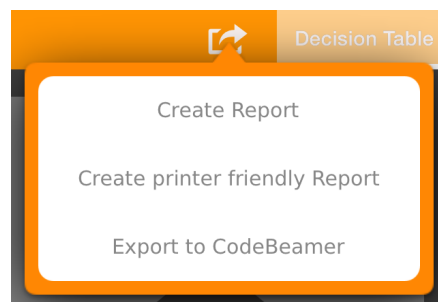 Decision Table
Create Report
Create printer friendly Report
Export to CodeBeamer